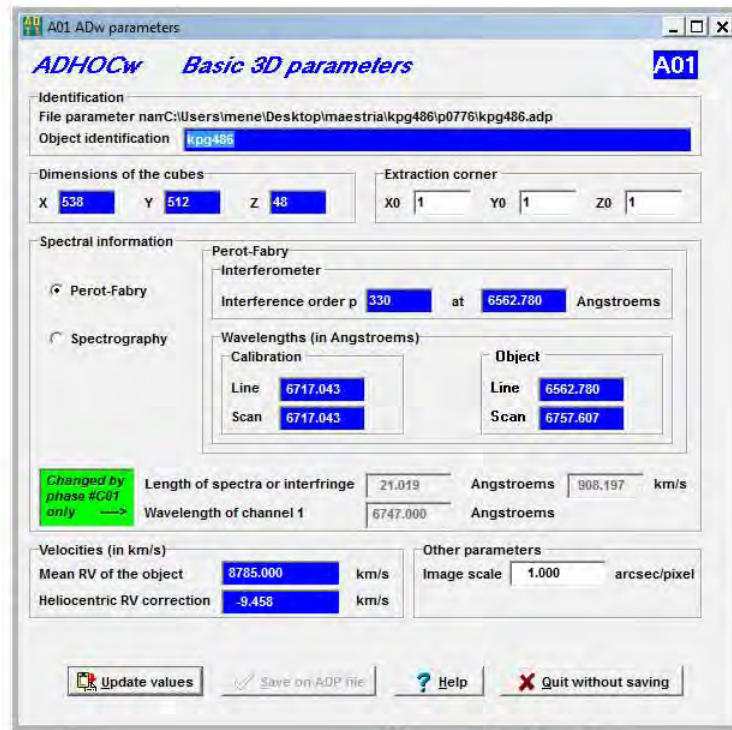 A01 ADw parameters
ADHOCw Basic 3D parameters A01
Identification
File parameter namC:\Users\mene\Desktop\maestria\kpg486\p0776\kpg486.adp
Object identification kpg486
Dimensions of the cubes
X 538 Y 512 Z 48
Extraction corner
X0 1 Y0 1 Z0 1
Spectral information
Perot-Fabry
Spectrography
Perot-Fabry
Interferometer
Interference order p 330 at 6562.780 Angstroems
Wavelengths (in Angstroems)
Calibration
Line 6717.043
Scan 6717.043
Object
Line 6562.780
Scan 6757.607
Changed by
phase #C01
only ---->
Length of spectra or interfringe 21.019 Angstroems 908.197 km/s
Wavelength of channel 1 6747.000 Angstroems
Velocities (in km/s)
Mean RV of the object 8785.000 km/s
Heliocentric RV correction -9.458 km/s
Other parameters
Image scale 1.000 arcsec/pixel
Update values Save on ADP file Help Quit without saving